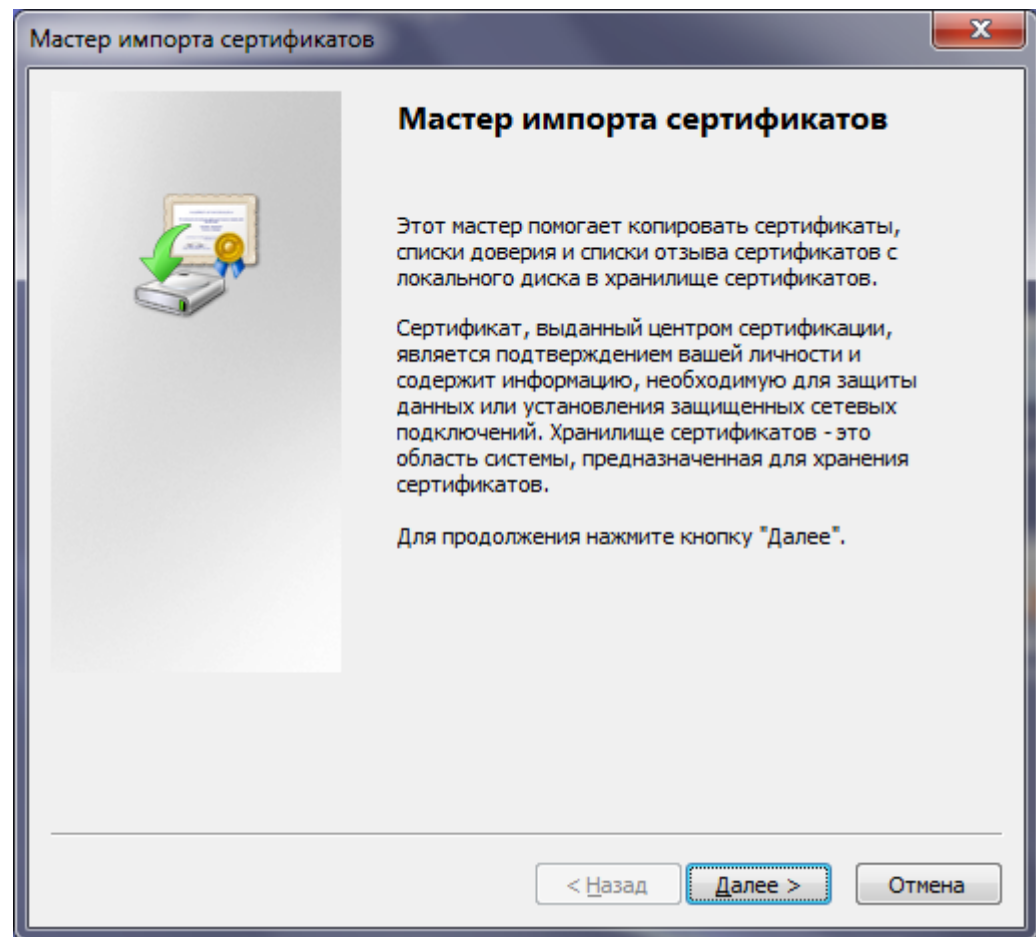 Мастер импорта сертификатов
Мастер импорта сертификатов
Этот мастер помогает копировать сертификаты,
списки доверия и списки отзыва сертификатов с
локального диска в хранилище сертификатов.
Сертификат, выданный центром сертификации,
является подтверждением вашей личности и
содержит информацию, необходимую для защиты
данных или установления защищенных сетевых
подключений. Хранилище сертификатов - это
область системы, предназначенная для хранения
сертификатов.
Для продолжения нажмите кнопку "Далее".
< Назад Далее > Отмена